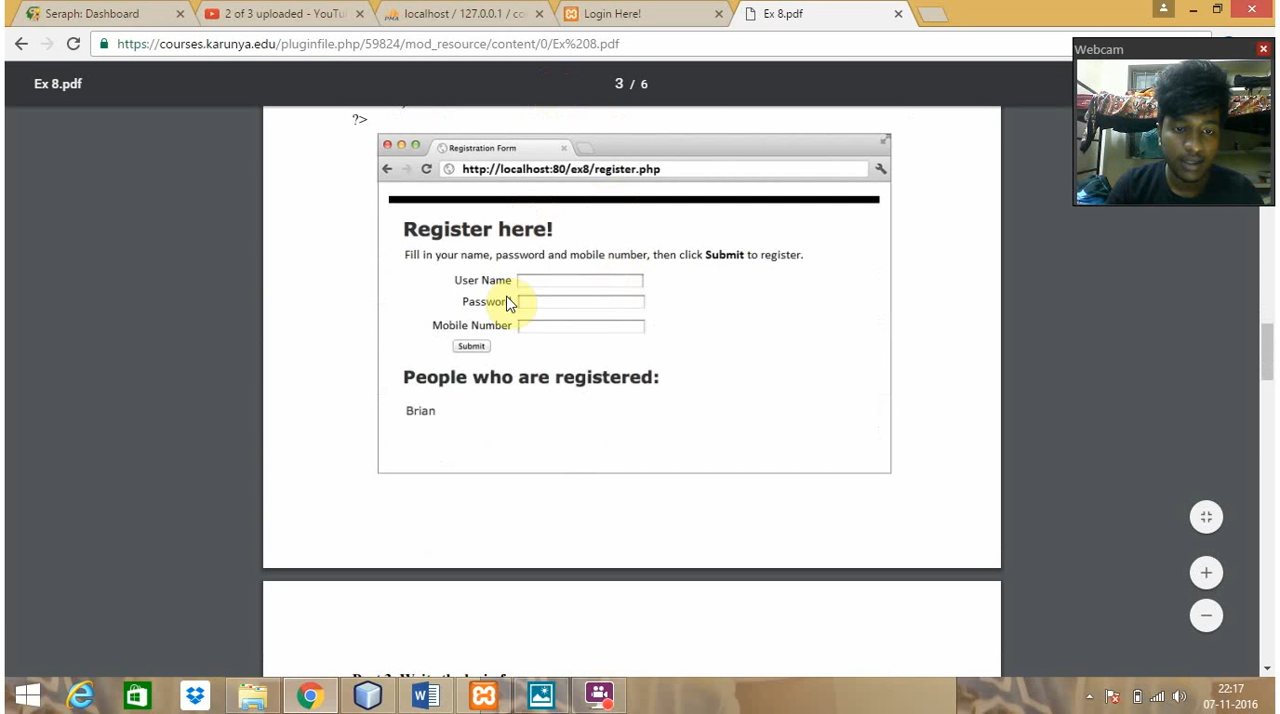 Seraph: Dashboard
2 of 3 uploaded - YouTu
localhost / 127.0.0.1 / co
Login Here!
Ex 8.pdf
https://courses.karunya.edu/pluginfile.php/59824/mod_resource/content/0/Ex%208.pdf
Webcam
Ex 8.pdf
3 / 6
?>
Registration Form
http://localhost:80/ex8/register.php
Register here!
Fill in your name, password and mobile number, then click Submit to register.
User Name
Password
Mobile Number
Submit
People who are registered:
Brian
22:17
07-11-2016